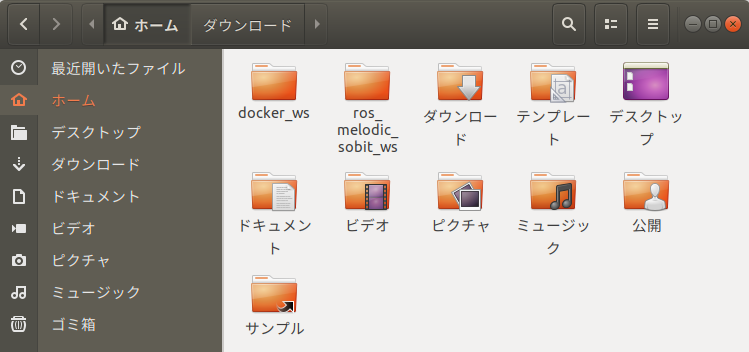 ホーム
ダウンロード
最近開いたファイル
ホーム
デスクトップ
ダウンロード
ドキュメント
ビデオ
ピクチャ
ミュージック
ゴミ箱
docker_ws
ros_
melodic_
sobit_ws
ダウンロー
ド
テンプレー
ト
デスクトッ
プ
ドキュメン
ト
ビデオ
ピクチャ
ミュージッ
ク
公開
サンプル